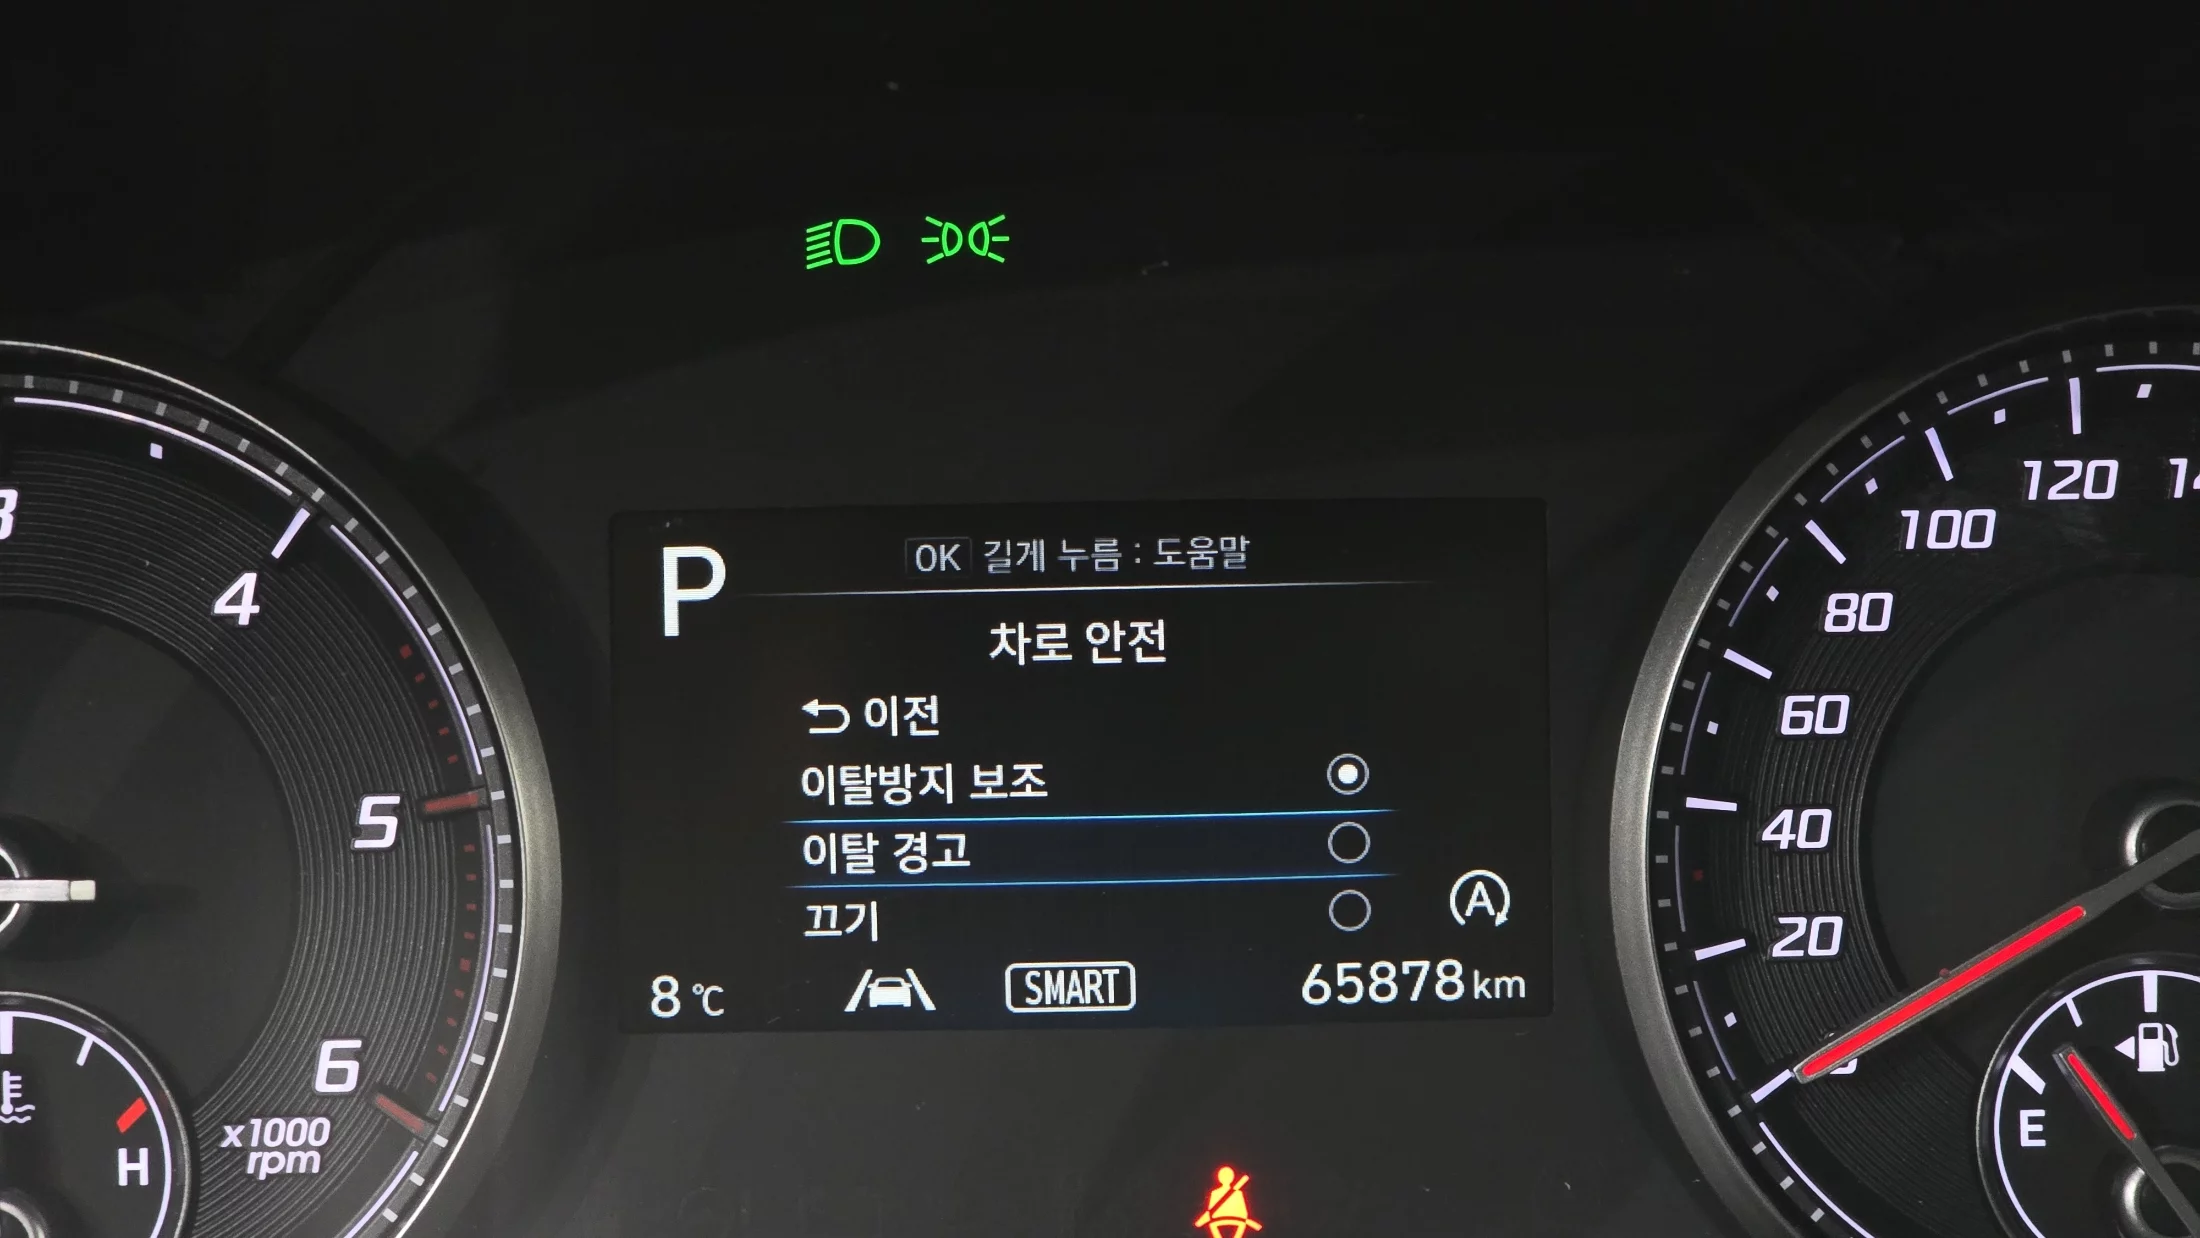 P
OK 길게 누름 : 도움말
차로 안전
이전
이탈방지 보조
이탈 경고
끄기
A
8 °C
SMART
65878 km
4
5
6
x1000
rpm
H
120
100
80
60
40
20
E